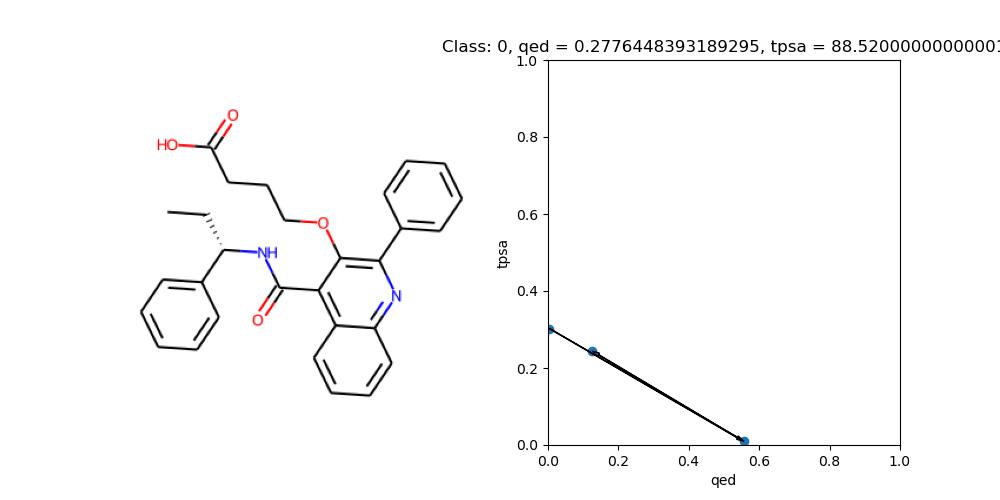 Class: 0, qed = 0.2776448393189295, tpsa = 88.52000000000001
1.0
0.8
0.6
0.4
0.2
0.0
tpsa
0.0 0.2 0.4 0.6 0.8 1.0
qed
O
HO
O
NH
O
N